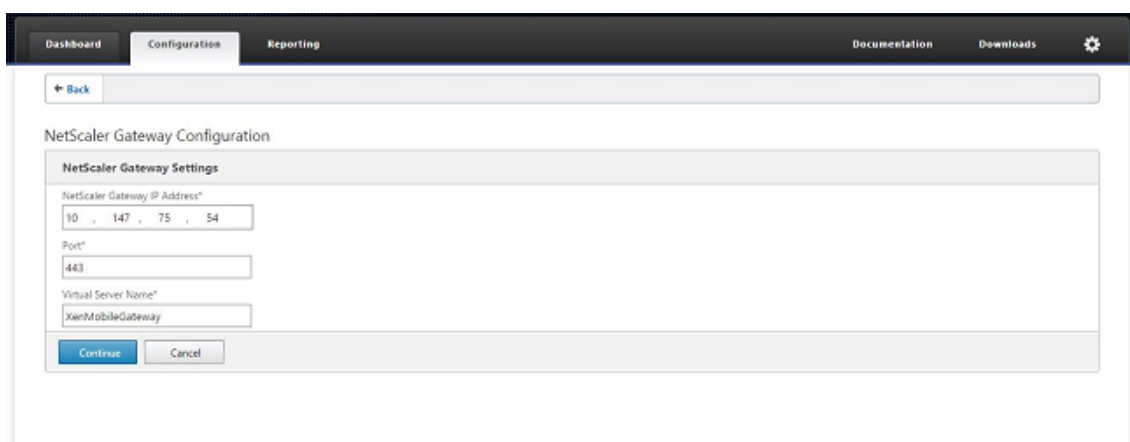 Dashboard Configuration Reporting Documentation Downloads
Back
NetScaler Gateway Configuration
NetScaler Gateway Settings
NetScaler Gateway IP Address*
10 . 147 . 75 . 54
Port*
443
Virtual Server Name*
XenMobileGateway
Continue Cancel